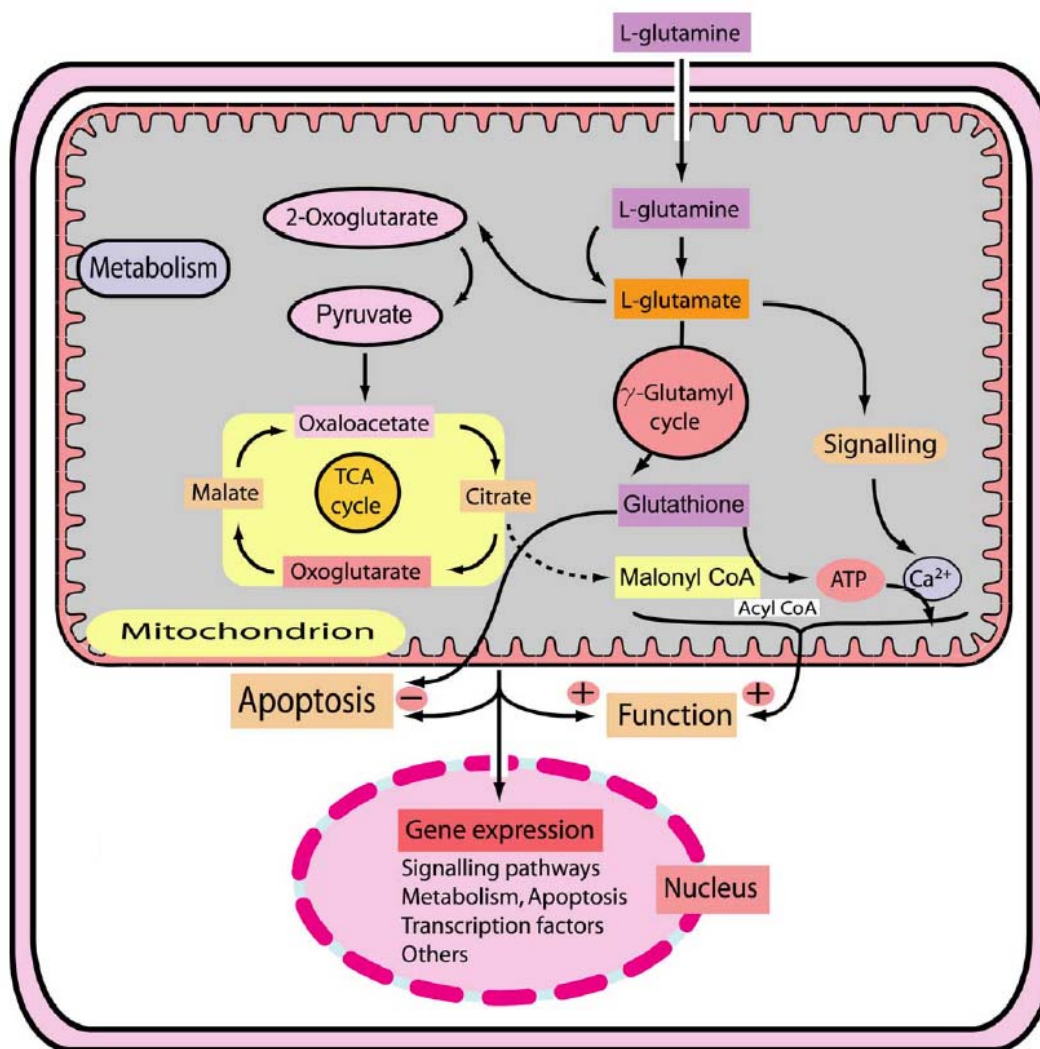 L-glutamine
L-glutamine
2-Oxoglutarate
Metabolism
L-glutamate
Pyruvate
γ-Glutamyl
cycle
Oxaloacetate
Signalling
TCA
cycle
Malate
Citrate
Glutathione
Oxoglutarate
Malonyl CoA
ATP
Ca²⁺
Acyl CoA
Mitochondrion
Apoptosis
−
+
Function
+
Gene expression
Signalling pathways
Metabolism, Apoptosis
Transcription factors
Others
Nucleus